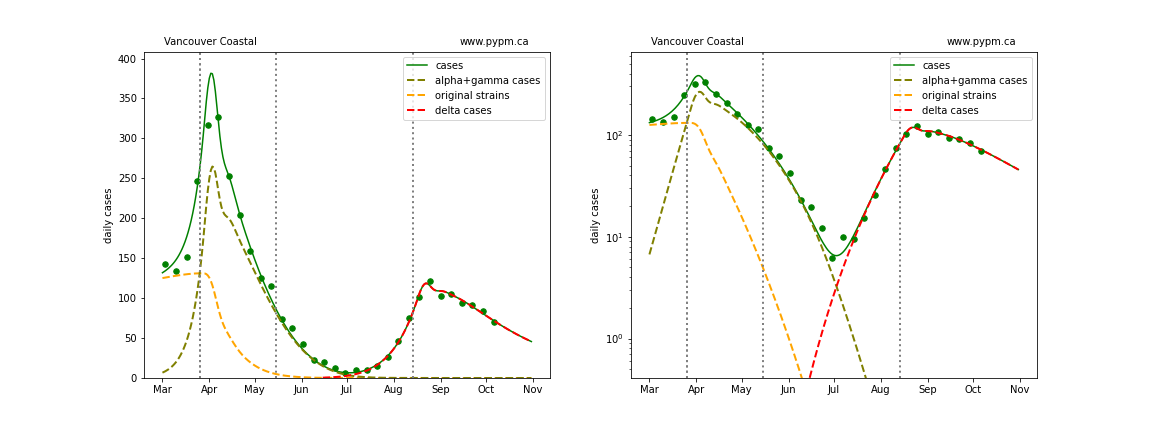 Vancouver Coastal www.pypm.ca
400
350
300
250
200
150
100
50
0
daily cases
cases
alpha+gamma cases
original strains
delta cases
Mar Apr May Jun Jul Aug Sep Oct Nov
Vancouver Coastal www.pypm.ca
10²
10¹
10⁰
daily cases
cases
alpha+gamma cases
original strains
delta cases
Mar Apr May Jun Jul Aug Sep Oct Nov